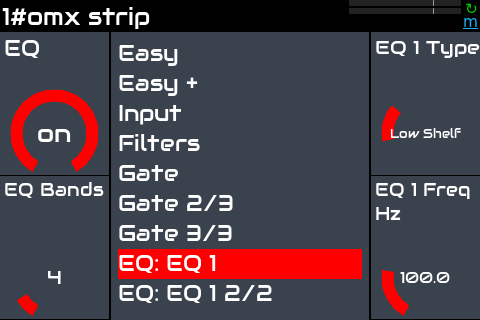 1#omx strip
m
EQ
on
EQ Bands
4
Easy
Easy +
Input
Filters
Gate
Gate 2/3
Gate 3/3
EQ: EQ 1
EQ: EQ 1 2/2
EQ 1 Type
Low Shelf
EQ 1 Freq
Hz
100.0